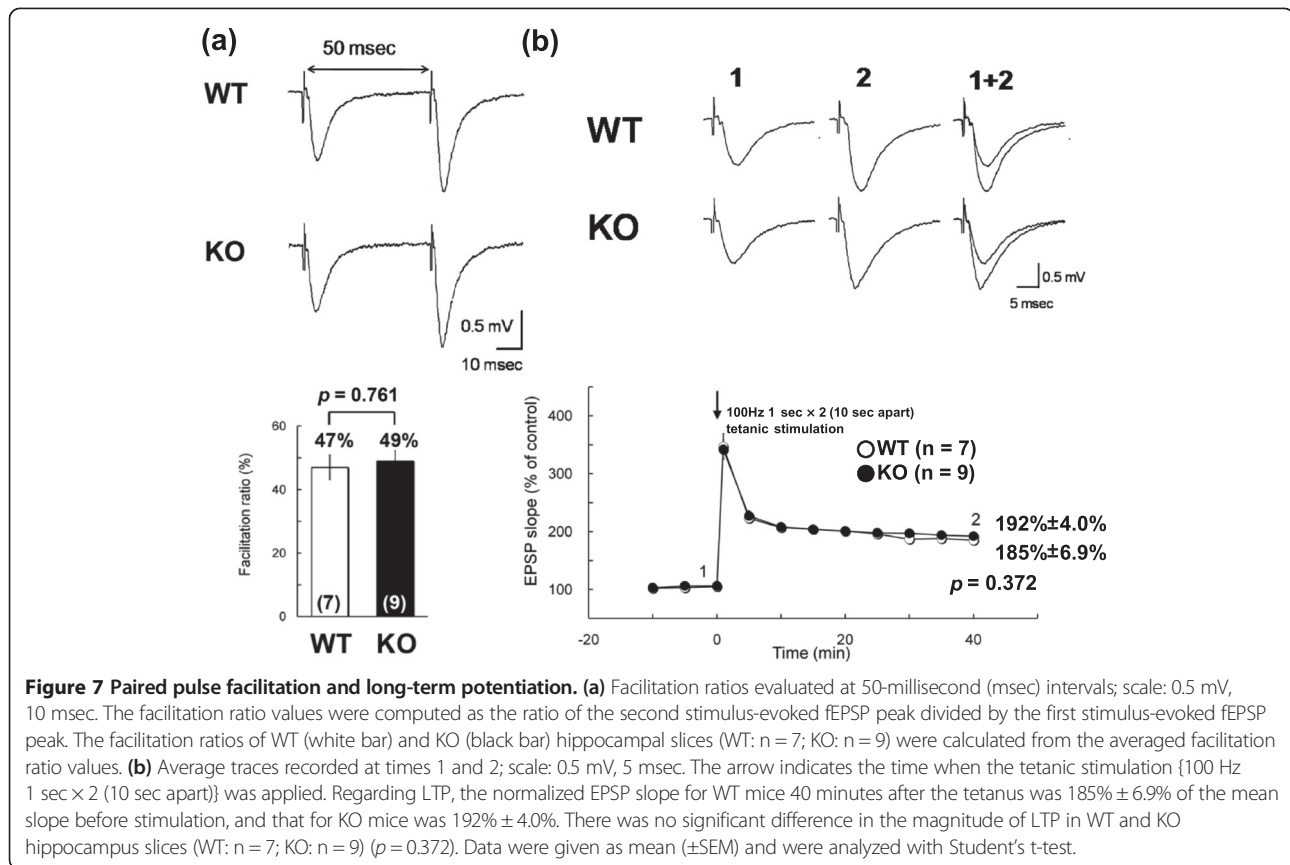 (a)
50 msec
WT
KO
0.5 mV
10 msec
p = 0.761
47%
49%
Facilitation ratio (%)
60
40
20
0
(7)
(9)
WT
KO
(b)
1
2
1+2
WT
KO
0.5 mV
5 msec
EPSP slope (% of control)
400
350
300
250
200
150
100
100Hz 1 sec × 2 (10 sec apart)
tetanic stimulation
WT (n = 7)
KO (n = 9)
1
2
192%±4.0%
185%±6.9%
p = 0.372
-20
0
20
40
Time (min)
Figure 7 Paired pulse facilitation and long-term potentiation. (a) Facilitation ratios evaluated at 50-millisecond (msec) intervals; scale: 0.5 mV,
10 msec. The facilitation ratio values were computed as the ratio of the second stimulus-evoked fEPSP peak divided by the first stimulus-evoked fEPSP
peak. The facilitation ratios of WT (white bar) and KO (black bar) hippocampal slices (WT: n = 7; KO: n = 9) were calculated from the averaged facilitation
ratio values. (b) Average traces recorded at times 1 and 2; scale: 0.5 mV, 5 msec. The arrow indicates the time when the tetanic stimulation {100 Hz
1 sec × 2 (10 sec apart)} was applied. Regarding LTP, the normalized EPSP slope for WT mice 40 minutes after the tetanus was 185% ± 6.9% of the mean
slope before stimulation, and that for KO mice was 192% ± 4.0%. There was no significant difference in the magnitude of LTP in WT and KO
hippocampus slices (WT: n = 7; KO: n = 9) (p = 0.372). Data were given as mean (±SEM) and were analyzed with Student's t-test.